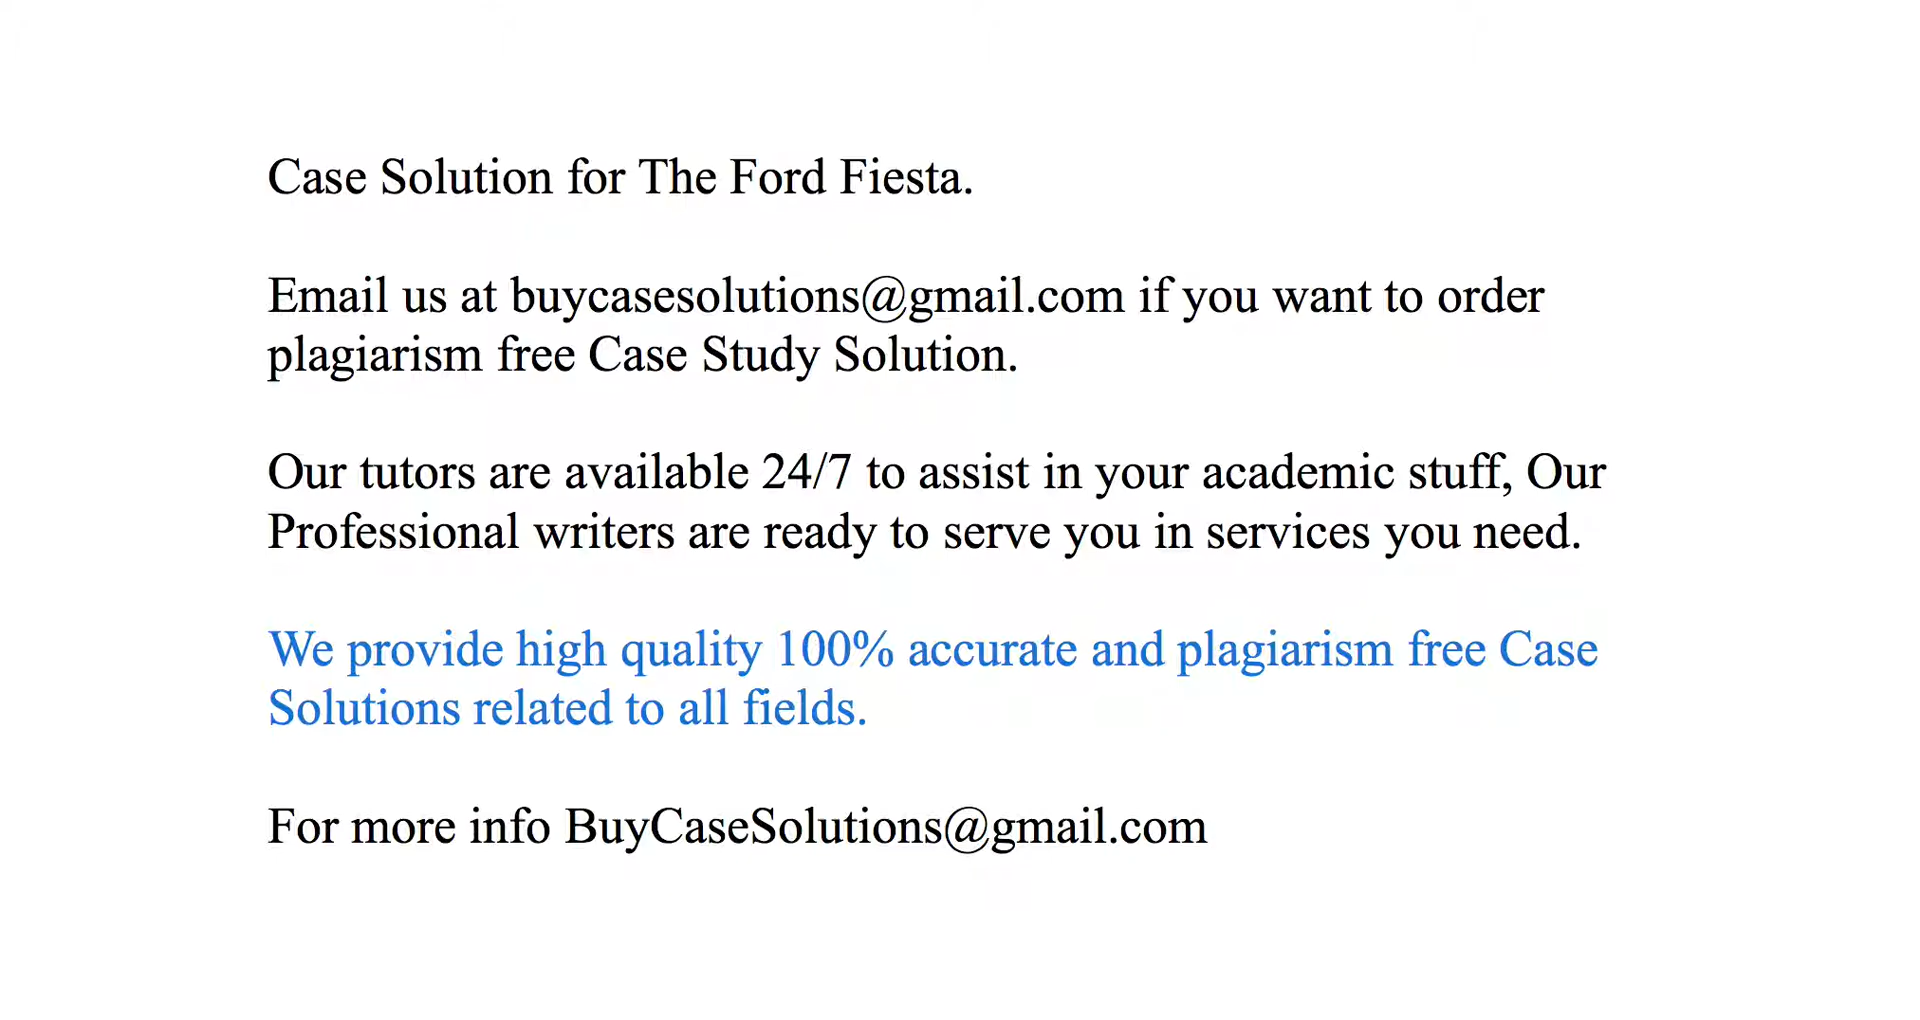 Case Solution for The Ford Fiesta.
Email us at buycasesolutions@gmail.com if you want to order
plagiarism free Case Study Solution.
Our tutors are available 24/7 to assist in your academic stuff, Our
Professional writers are ready to serve you in services you need.
We provide high quality 100% accurate and plagiarism free Case
Solutions related to all fields.
For more info BuyCaseSolutions@gmail.com